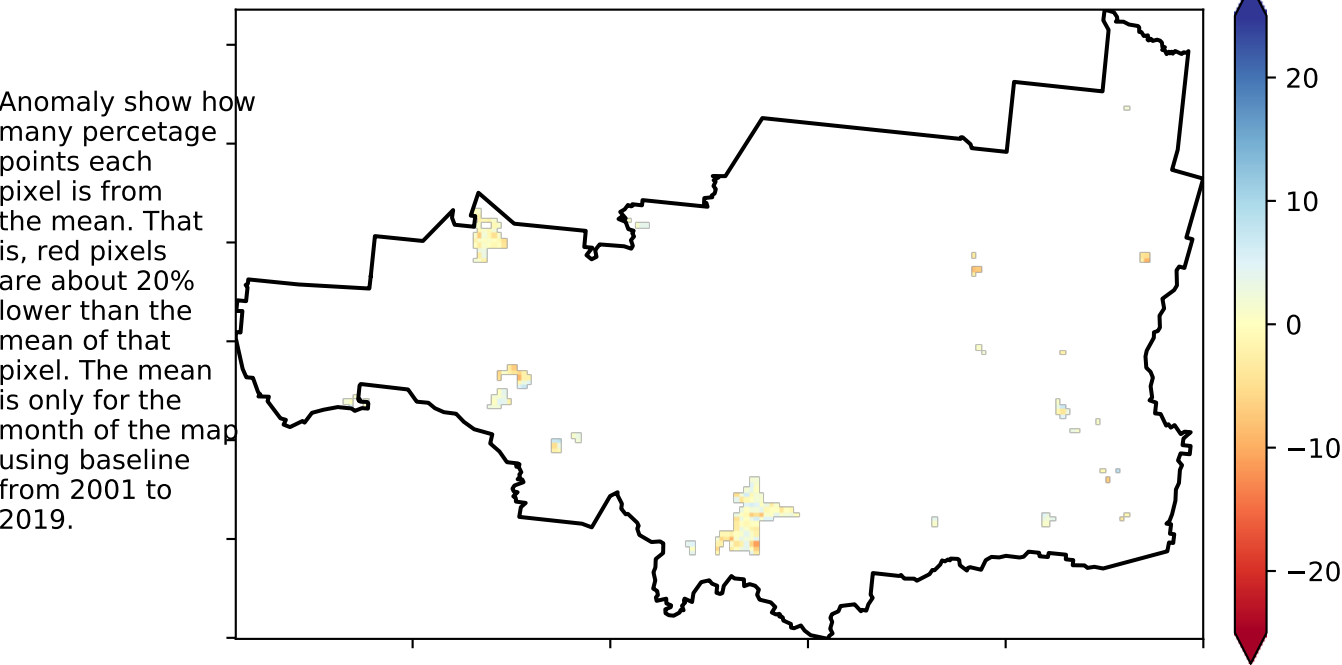 Anomaly show how
many percetage
points each
pixel is from
the mean. That
is, red pixels
are about 20%
lower than the
mean of that
pixel. The mean
is only for the
month of the map
using baseline
from 2001 to
2019.
20
10
0
−10
−20